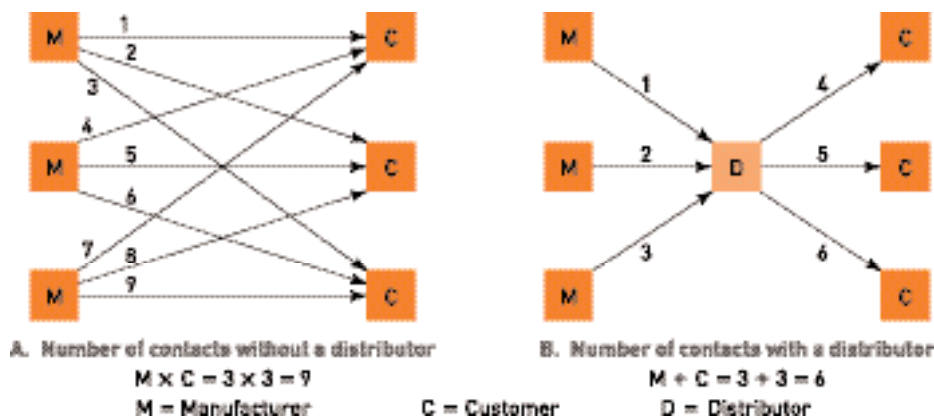 M 1 C
2
3
4
M 5 C
6
7
8
M 9 C
M C
1 4
M 2 D 5 C
3 6
M C
A. Number of contacts without a distributor
M x C = 3 x 3 = 9
B. Number of contacts with a distributor
M + C = 3 + 3 = 6
M = Manufacturer C = Customer D = Distributor